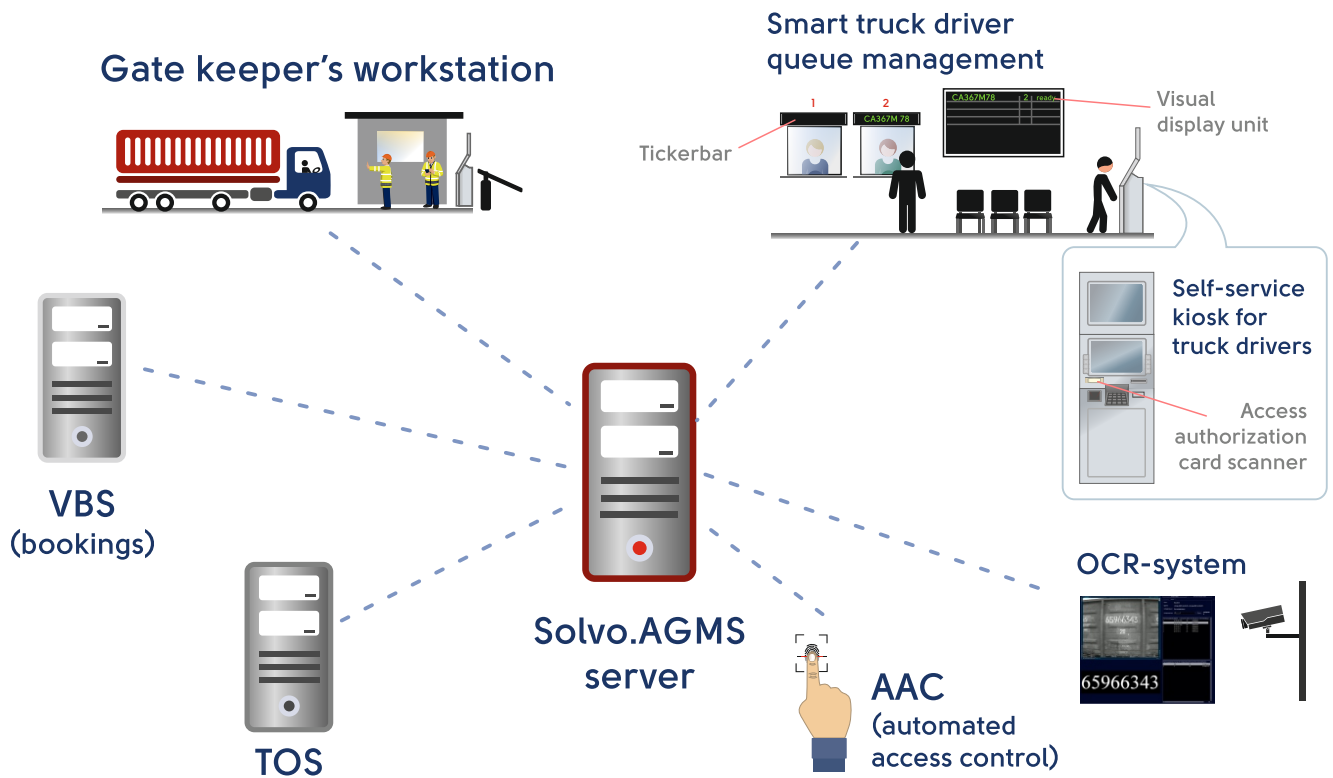 Gate keeper's workstation
Smart truck driver
queue management
1
2
CA367M 78
CA367M78
2
ready
Tickerbar
Visual
display unit
Self-service
kiosk for
truck drivers
Access
authorization
card scanner
VBS
(bookings)
TOS
Solvo.AGMS
server
AAC
(automated
access control)
OCR-system
65966343